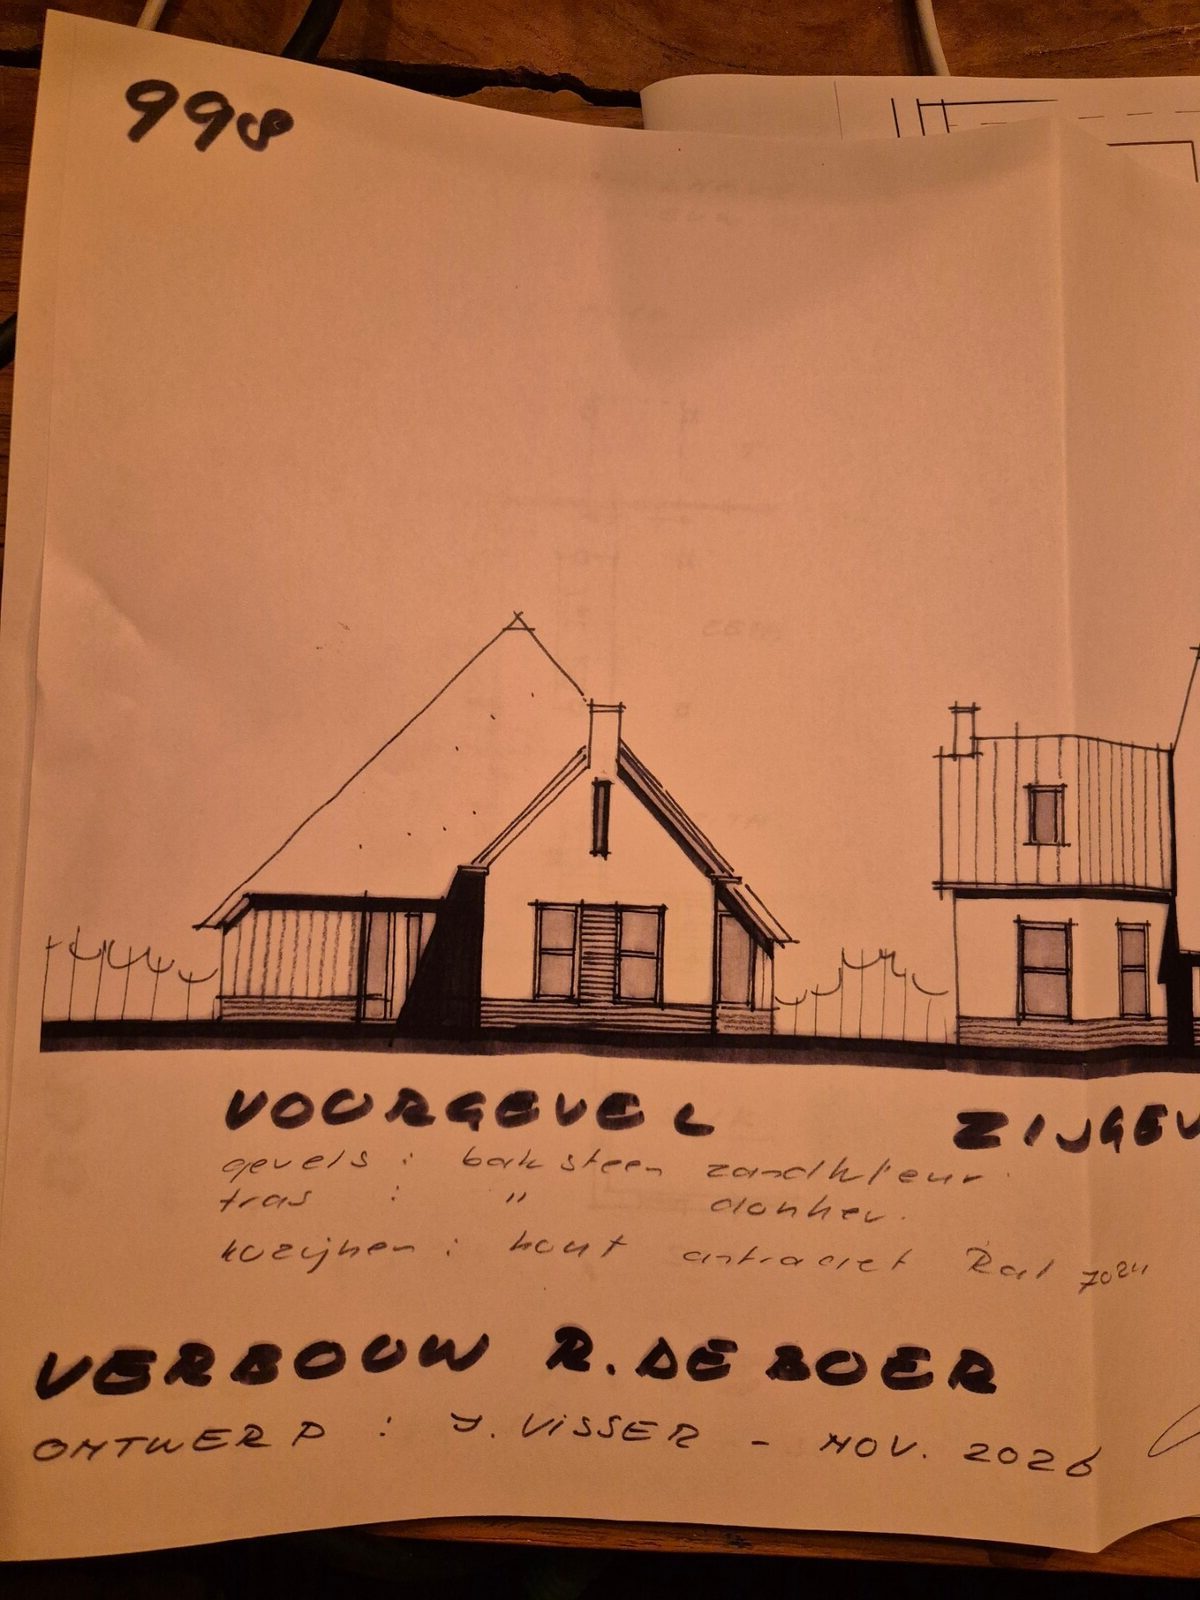 998
VOORGEVEL
ZIJGEV
gevels : baksteen zandkleur.
tras : " donker.
kozijnen : hout antraciet Ral 7024
VERBOUW R. DE BOER
ONTWERP : J. VISSER - NOV. 2026